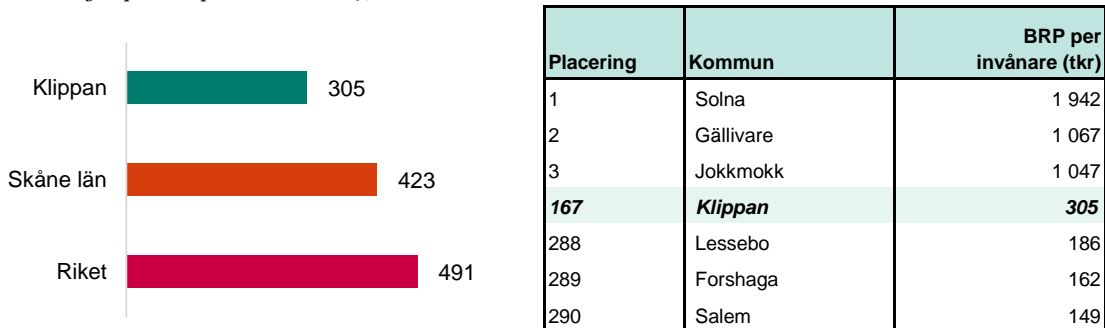 Klippan 305
Skåne län 423
Riket 491
Placering Kommun BRP per invånare (tkr)
1 Solna 1 942
2 Gällivare 1 067
3 Jokkmokk 1 047
167 Klippan 305
288 Lessebo 186
289 Forshaga 162
290 Salem 149